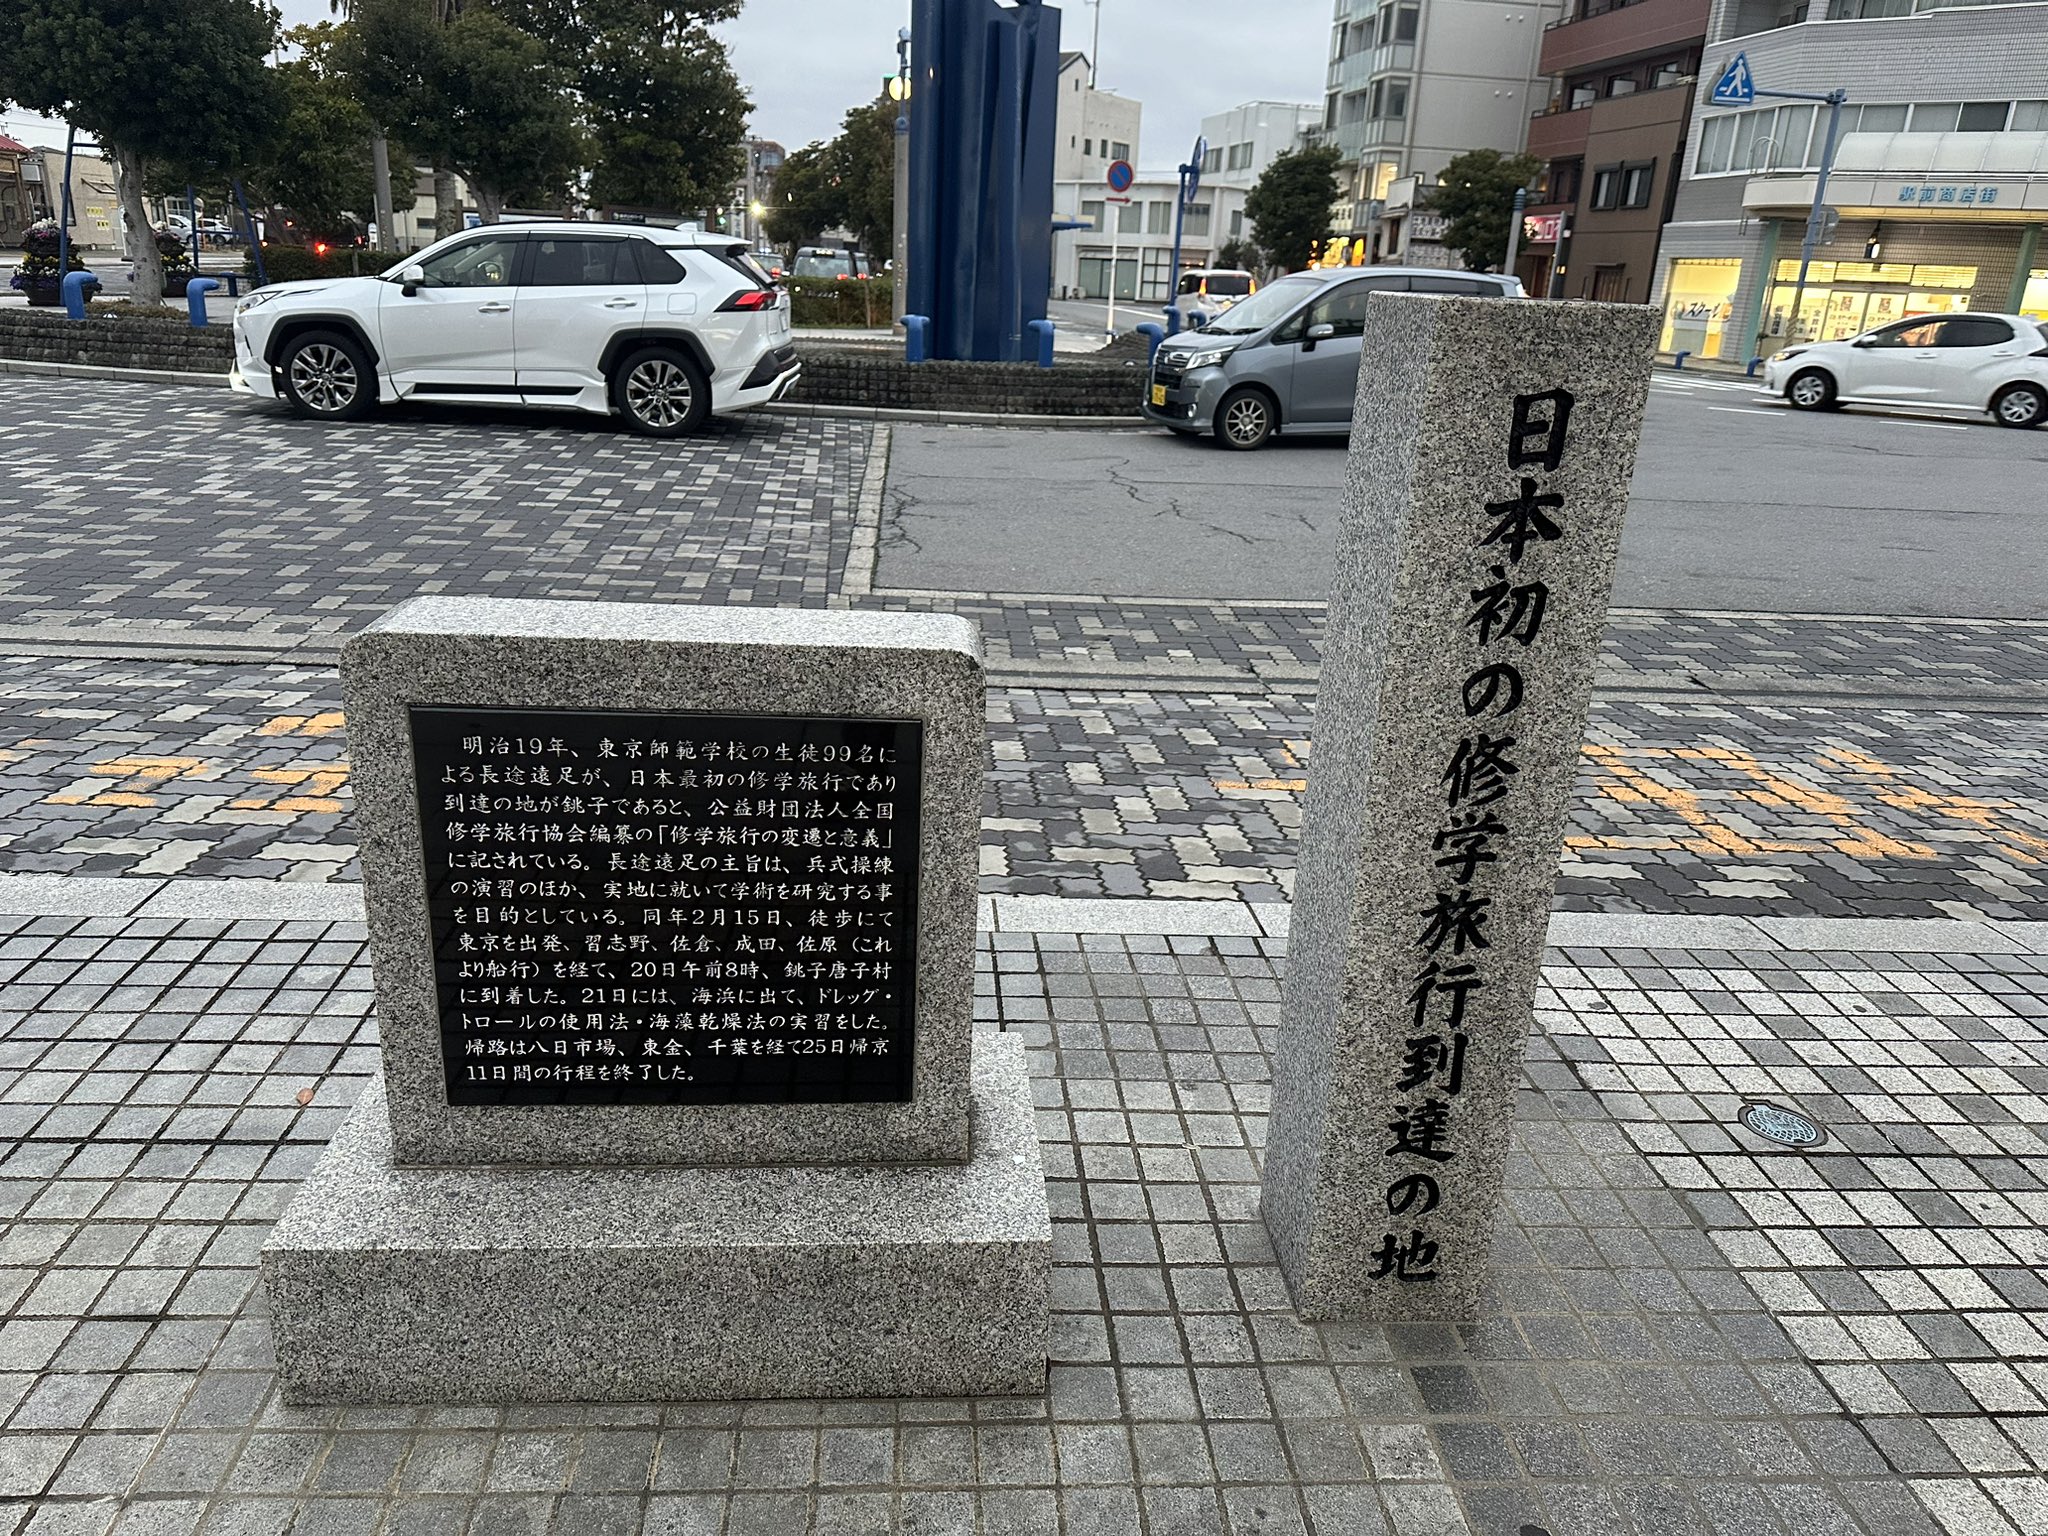 日本初の修学旅行到達の地
明治19年、東京師範学校の生徒99名に
よる長途遠足が、日本最初の修学旅行であり
到達の地が銚子であると、公益財団法人全国
修学旅行協会編纂の「修学旅行の変遷と意義」
に記されている。長途遠足の主旨は、兵式操練
の演習のほか、実地に就いて学術を研究する事
を目的としている。同年2月15日、徒歩にて
東京を出発、習志野、佐倉、成田、佐原（これ
より船行）を経て、20日午前8時、銚子唐子村
に到着した。21日には、海浜に出て、ドレッグ・
トロールの使用法・海藻乾燥法の実習をした。
帰路は八日市場、東金、千葉を経て25日帰京
11日間の行程を終了した。
駅前商店街
スクール